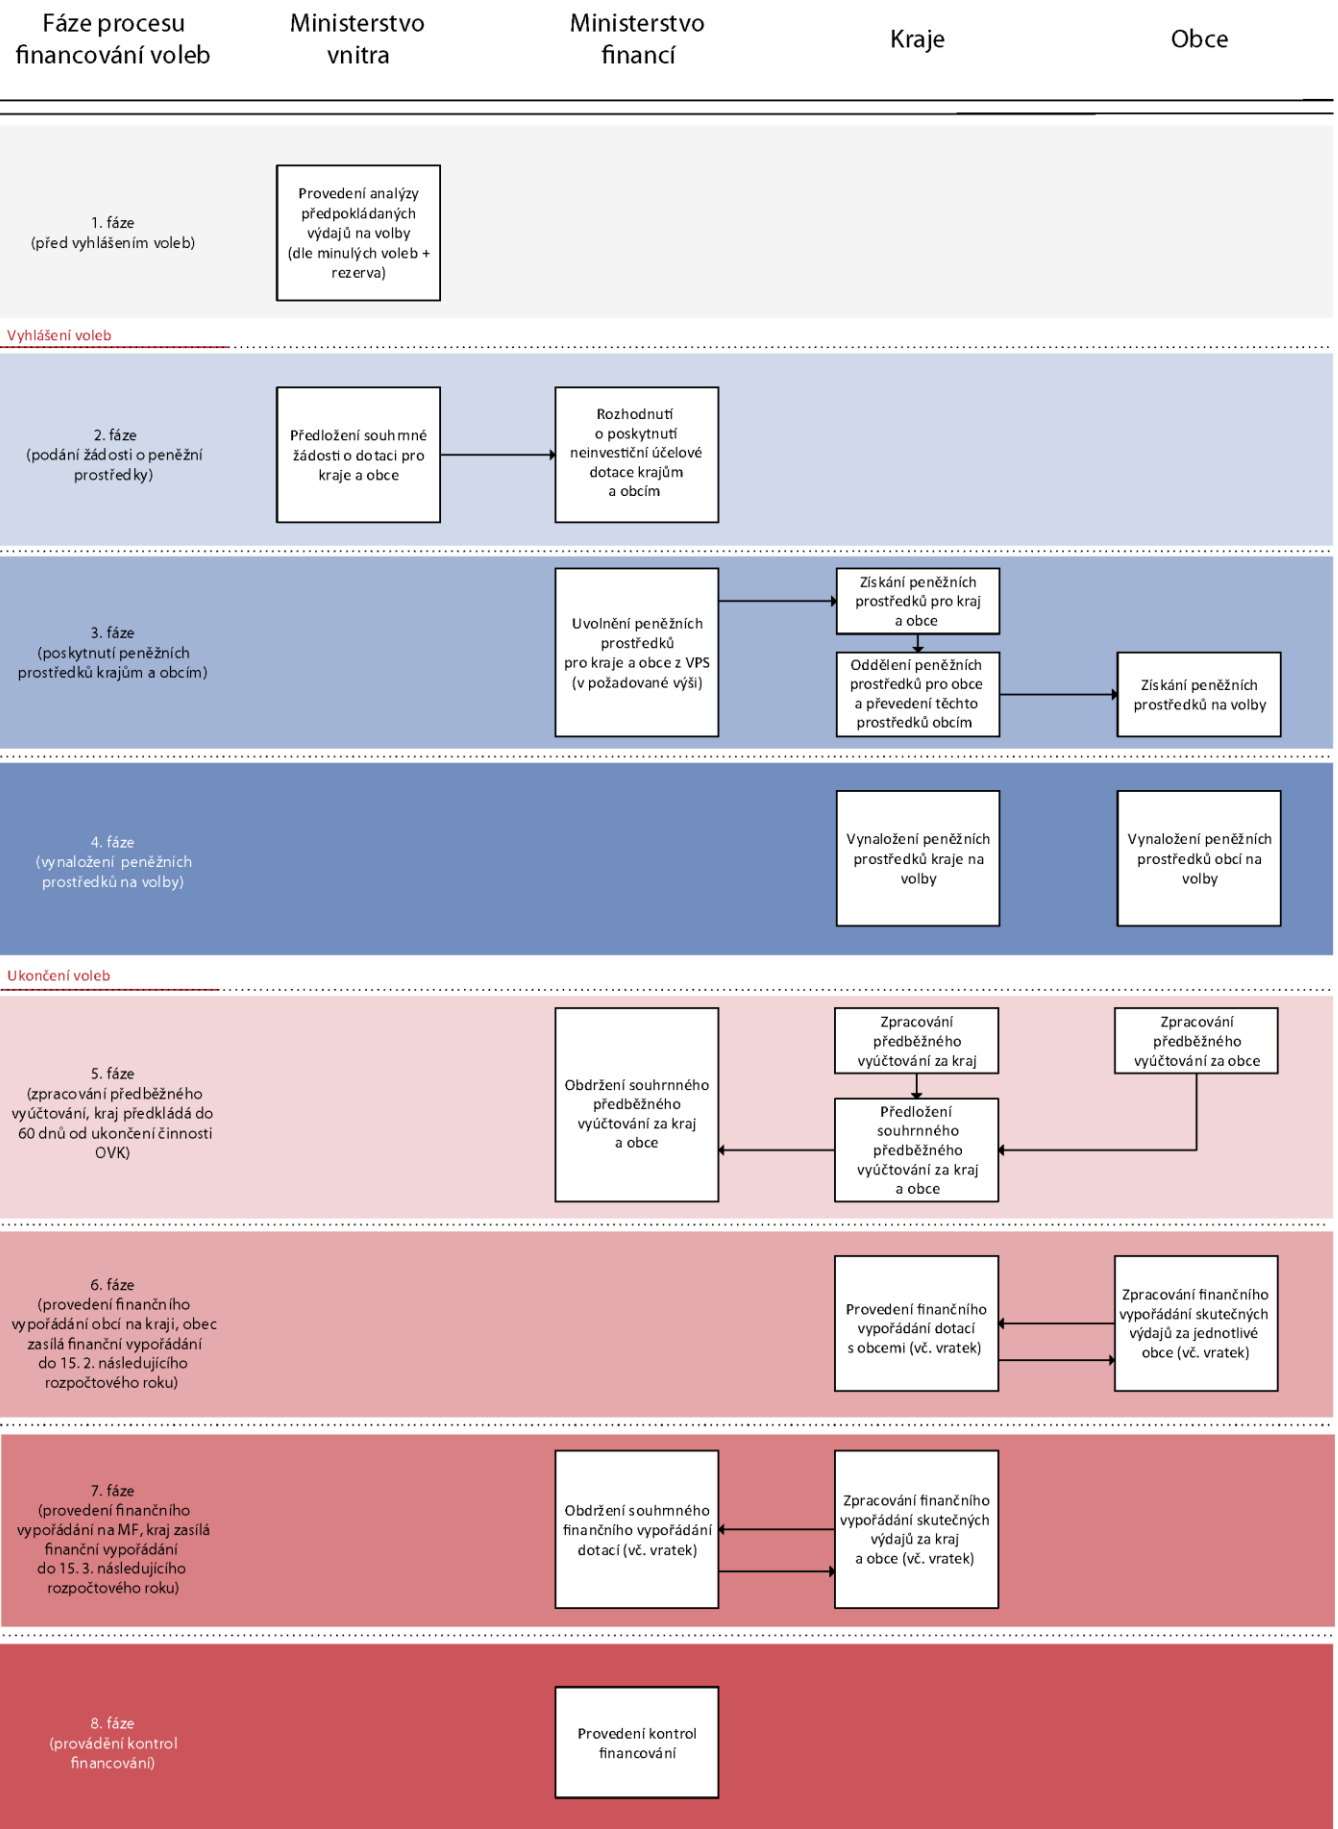 Fáze procesu
financování voleb
Ministerstvo
vnitra
Ministerstvo
financí
Kraje
Obce
1. fáze
(před vyhlášením voleb)
Provedení analýzy
předpokládaných
výdajů na volby
(dle minulých voleb +
rezerva)
Vyhlášení voleb
2. fáze
(podání žádosti o peněžní
prostředky)
Předložení souhrnné
žádosti o dotaci pro
kraje a obce
Rozhodnutí
o poskytnutí
neinvestiční účelové
dotace krajům
a obcím
3. fáze
(poskytnutí peněžních
prostředků krajům a obcím)
Uvolnění peněžních
prostředků
pro kraje a obce z VPS
(v požadované výši)
Získání peněžních
prostředků pro kraj
a obce
Oddělení peněžních
prostředků pro obce
a převedení těchto
prostředků obcím
Získání peněžních
prostředků na volby
4. fáze
(vynaložení peněžních
prostředků na volby)
Vynaložení peněžních
prostředků kraje na
volby
Vynaložení peněžních
prostředků obcí na
volby
Ukončení voleb
5. fáze
(zpracování předběžného
vyúčtování, kraj předkládá do
60 dnů od ukončení činnosti
OVK)
Obdržení souhrnného
předběžného
vyúčtování za kraj
a obce
Zpracování
předběžného
vyúčtování za kraj
Předložení
souhrnného
předběžného
vyúčtování za kraj
a obce
Zpracování
předběžného
vyúčtování za obce
6. fáze
(provedení finančního
vypořádání obcí na kraji, obec
zasílá finanční vypořádání
do 15. 2. následujícího
rozpočtového roku)
Provedení finančního
vypořádání dotací
s obcemi (vč. vratek)
Zpracování finančního
vypořádání skutečných
výdajů za jednotlivé
obce (vč. vratek)
7. fáze
(provedení finančního
vypořádání na MF, kraj zasílá
finanční vypořádání
do 15. 3. následujícího
rozpočtového roku)
Obdržení souhrnného
finančního vypořádání
dotací (vč. vratek)
Zpracování finančního
vypořádání skutečných
výdajů za kraj
a obce (vč. vratek)
8. fáze
(provádění kontrol
financování)
Provedení kontrol
financování